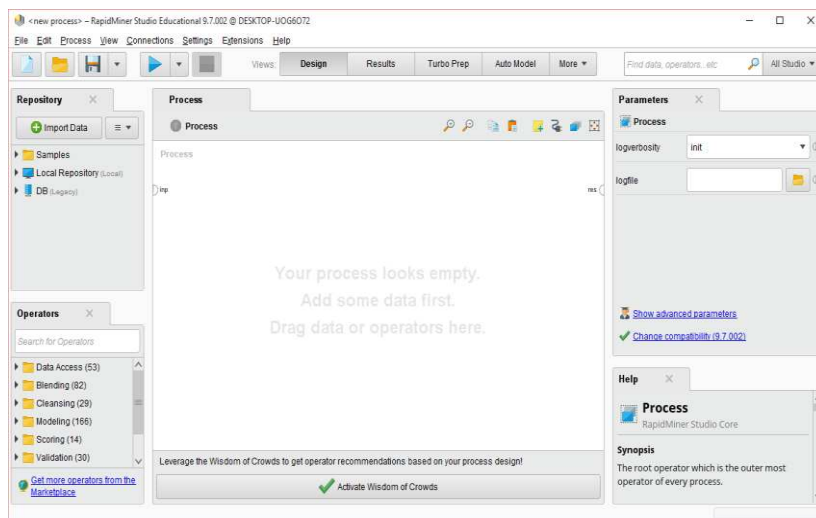 <new process> – RapidMiner Studio Educational 9.7.002 @ DESKTOP-UOG6O72
File Edit Process View Connections Settings Extensions Help
Views: Design Results Turbo Prep Auto Model More
Find data, operators...etc
All Studio
Repository
Import Data
Samples
Local Repository (Local)
DB (Legacy)
Operators
Search for Operators
Data Access (53)
Blending (82)
Cleansing (29)
Modeling (166)
Scoring (14)
Validation (30)
Get more operators from the
Marketplace
Process
Process
Process
inp
res
Your process looks empty.
Add some data first.
Drag data or operators here.
Leverage the Wisdom of Crowds to get operator recommendations based on your process design!
Activate Wisdom of Crowds
Parameters
Process
logverbosity init
logfile
Show advanced parameters
Change compatibility (9.7.002)
Help
Process
RapidMiner Studio Core
Synopsis
The root operator which is the outer most
operator of every process.